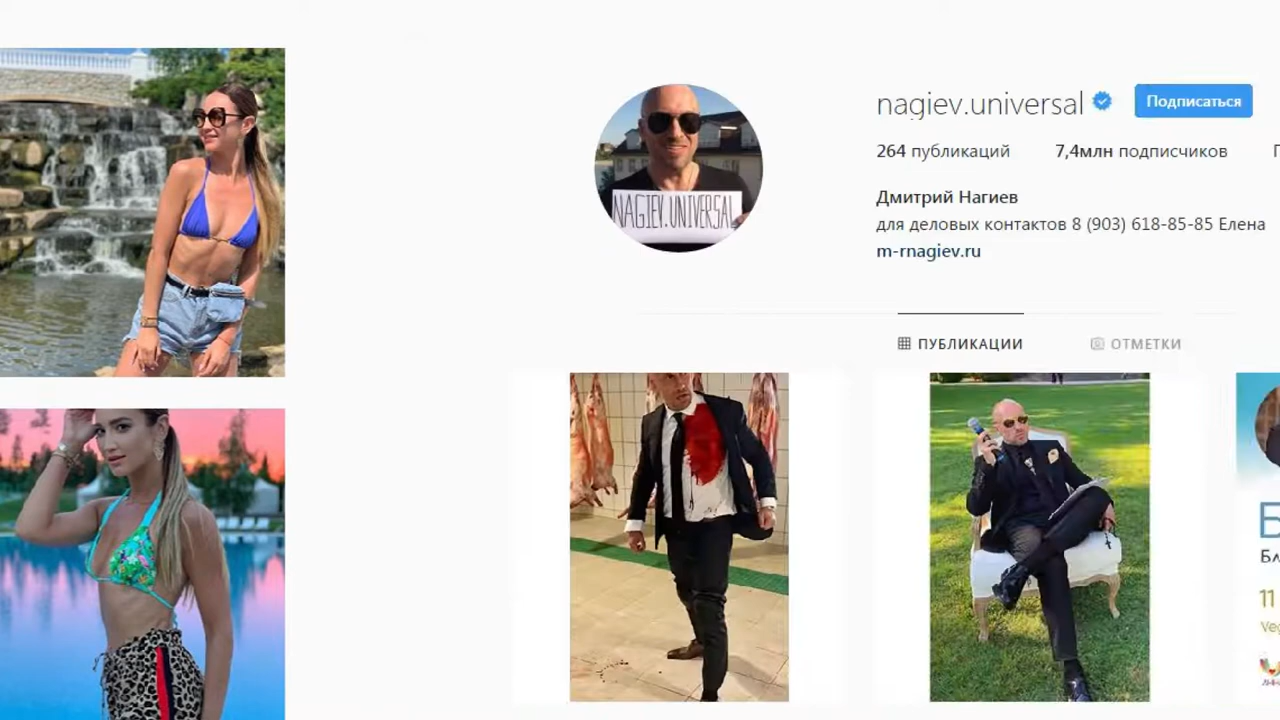 nagiev.universal
Подписаться
264 публикаций
7,4млн подписчиков
Дмитрий Нагиев
для деловых контактов 8 (903) 618-85-85 Елена
m-rnagiev.ru
NAGIEV.UNIVERSAL
ПУБЛИКАЦИИ
ОТМЕТКИ
11